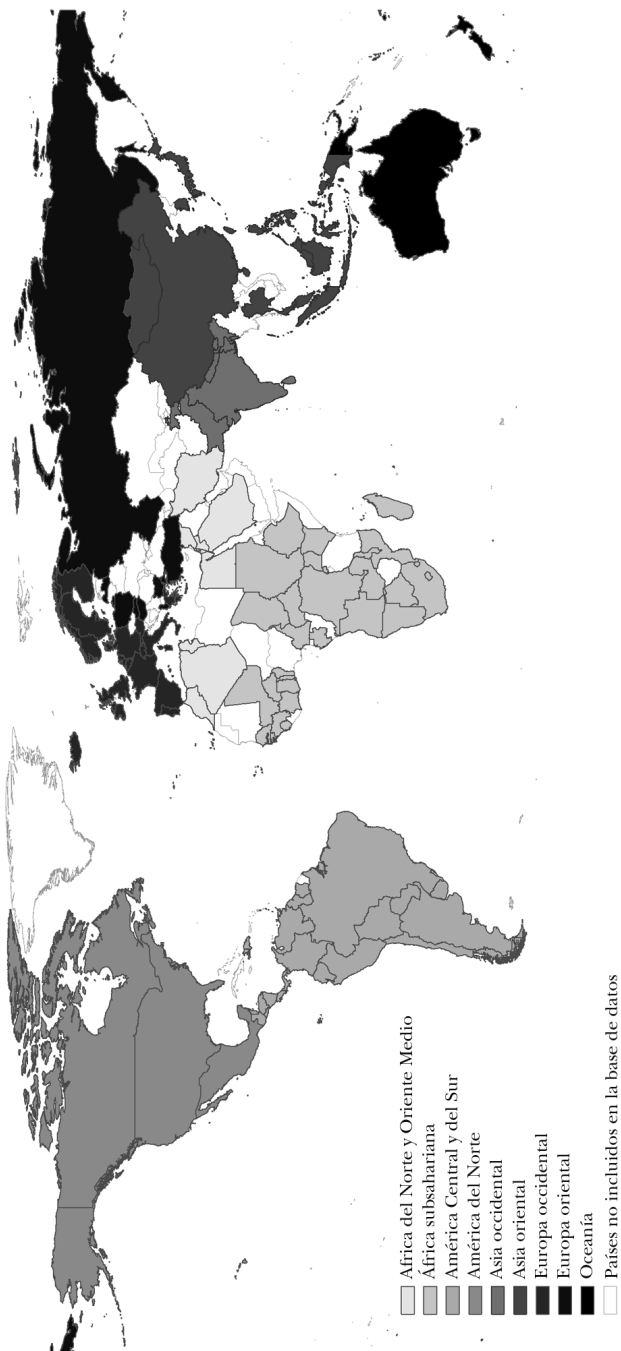 África del Norte y Oriente Medio
África subsahariana
América Central y del Sur
América del Norte
Asia occidental
Asia oriental
Europa occidental
Europa oriental
Oceanía
Países no incluidos en la base de datos